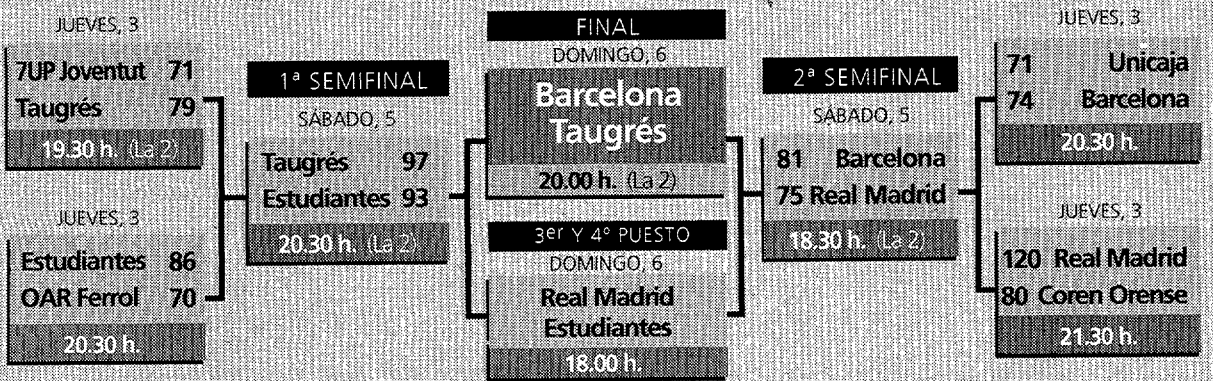 JUEVES, 3
7UP Joventut 71
Taugrés 79
19.30 h. (La 2)
JUEVES, 3
Estudiantes 86
OAR Ferrol 70
20.30 h.
1ª SEMIFINAL
SÁBADO, 5
Taugrés 97
Estudiantes 93
20.30 h. (La 2)
FINAL
DOMINGO, 6
Barcelona
Taugrés
20.00 h. (La 2)
3er Y 4º PUESTO
DOMINGO, 6
Real Madrid
Estudiantes
18.00 h.
2ª SEMIFINAL
SÁBADO, 5
81 Barcelona
75 Real Madrid
18.30 h. (La 2)
JUEVES, 3
71 Unicaja
74 Barcelona
20.30 h.
JUEVES, 3
120 Real Madrid
80 Coren Orense
21.30 h.